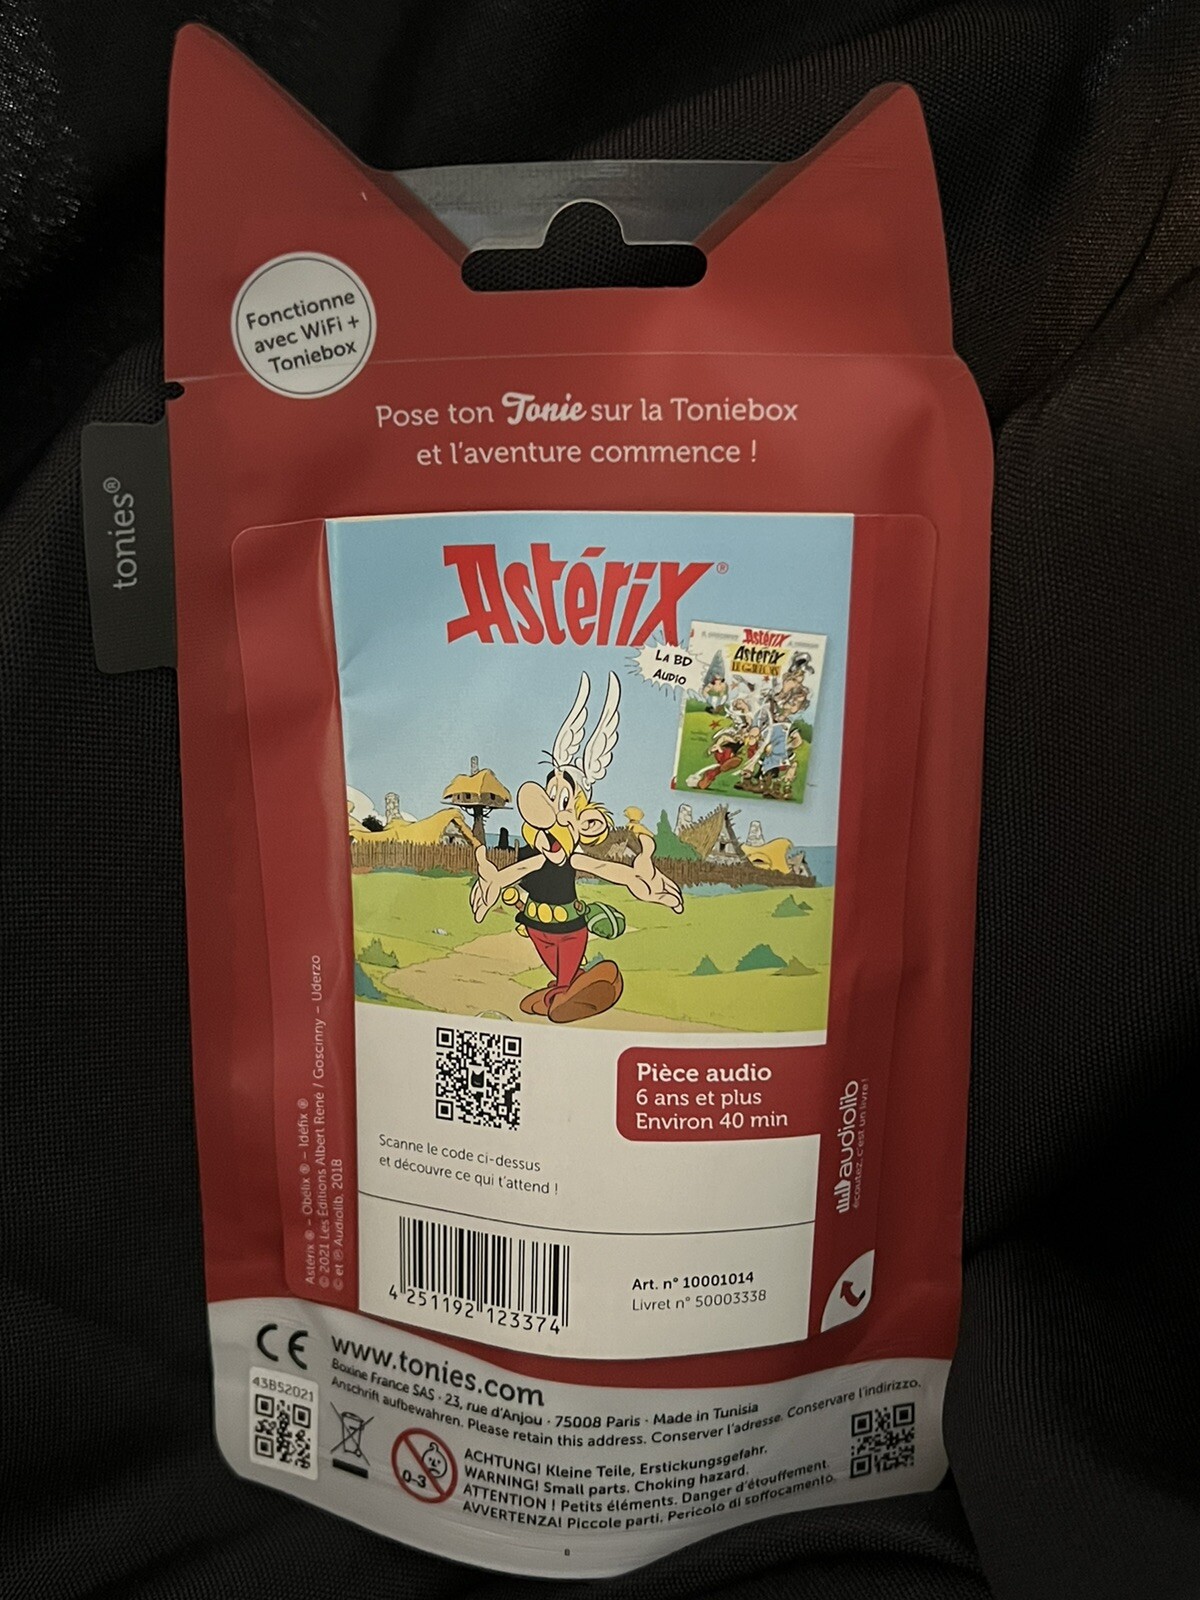 Fonctionne
avec WiFi +
Toniebox
Pose ton Tonie sur la Toniebox
et l'aventure commence !
tonies®
Astérix®
LA BD
AUDIO
Astérix
Astérix
Astérix ® – Obélix ® – Idéfix ®
© 2021 Les Éditions Albert René / Goscinny – Uderzo
© et ℗ Audiolib, 2018
Pièce audio
6 ans et plus
Environ 40 min
Scanne le code ci-dessus
et découvre ce qui t'attend !
audiolib
écoutez, c'est un livre !
4 251192 123374
Art. n° 10001014
Livret n° 50003338
CE
www.tonies.com
Boxine France SAS · 23, rue d'Anjou · 75008 Paris · Made in Tunisia
Anschrift aufbewahren. Please retain this address. Conserver l'adresse. Conservare l'indirizzo.
43B52021
0-3
ACHTUNG! Kleine Teile, Erstickungsgefahr.
WARNING! Small parts. Choking hazard.
ATTENTION ! Petits éléments. Danger d'étouffement.
AVVERTENZA! Piccole parti. Pericolo di soffocamento.